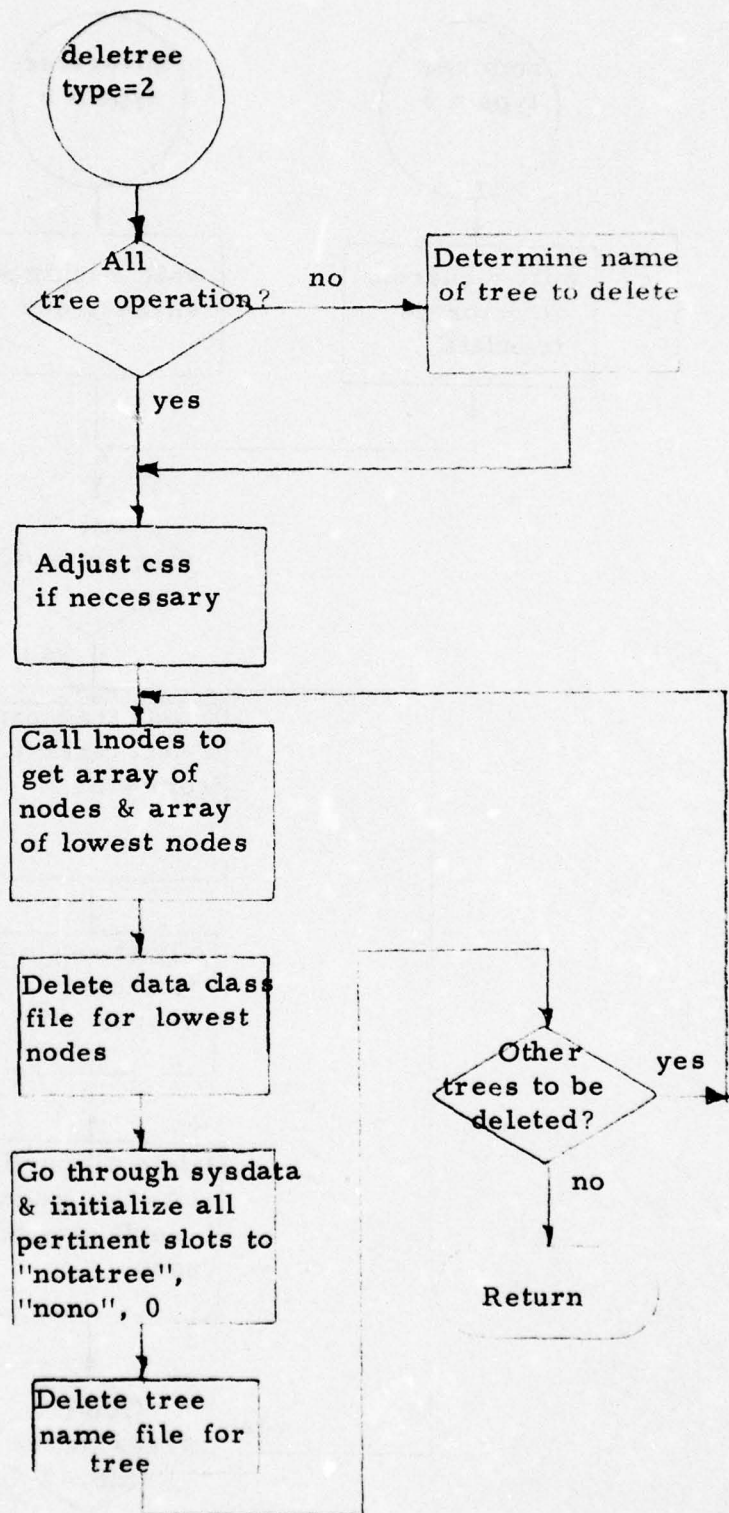 deletree
type=2
All
tree operation?
no
Determine name
of tree to delete
yes
Adjust css
if necessary
Call lnodes to
get array of
nodes & array
of lowest nodes
Delete data class
file for lowest
nodes
Go through sysdata
& initialize all
pertinent slots to
"notatree",
"nono", 0
Delete tree
name file for
tree
Other
trees to be
deleted?
yes
no
Return